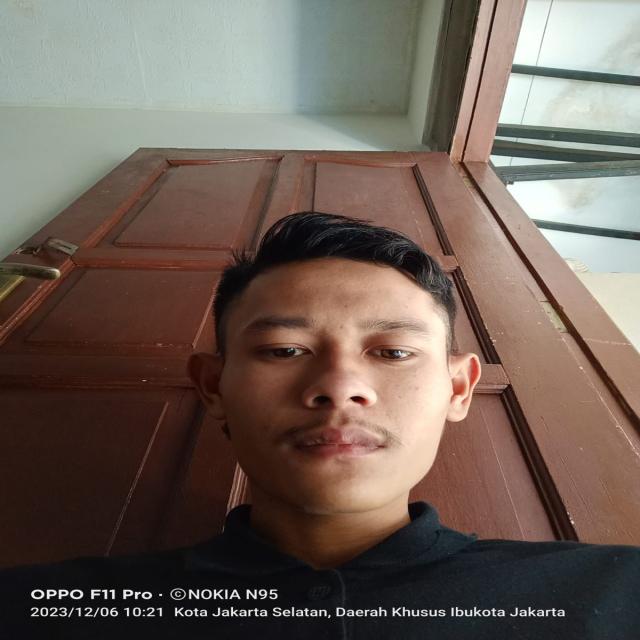 OPPO F11 Pro · ©NOKIA N95
2023/12/06 10:21 Kota Jakarta Selatan, Daerah Khusus Ibukota Jakarta